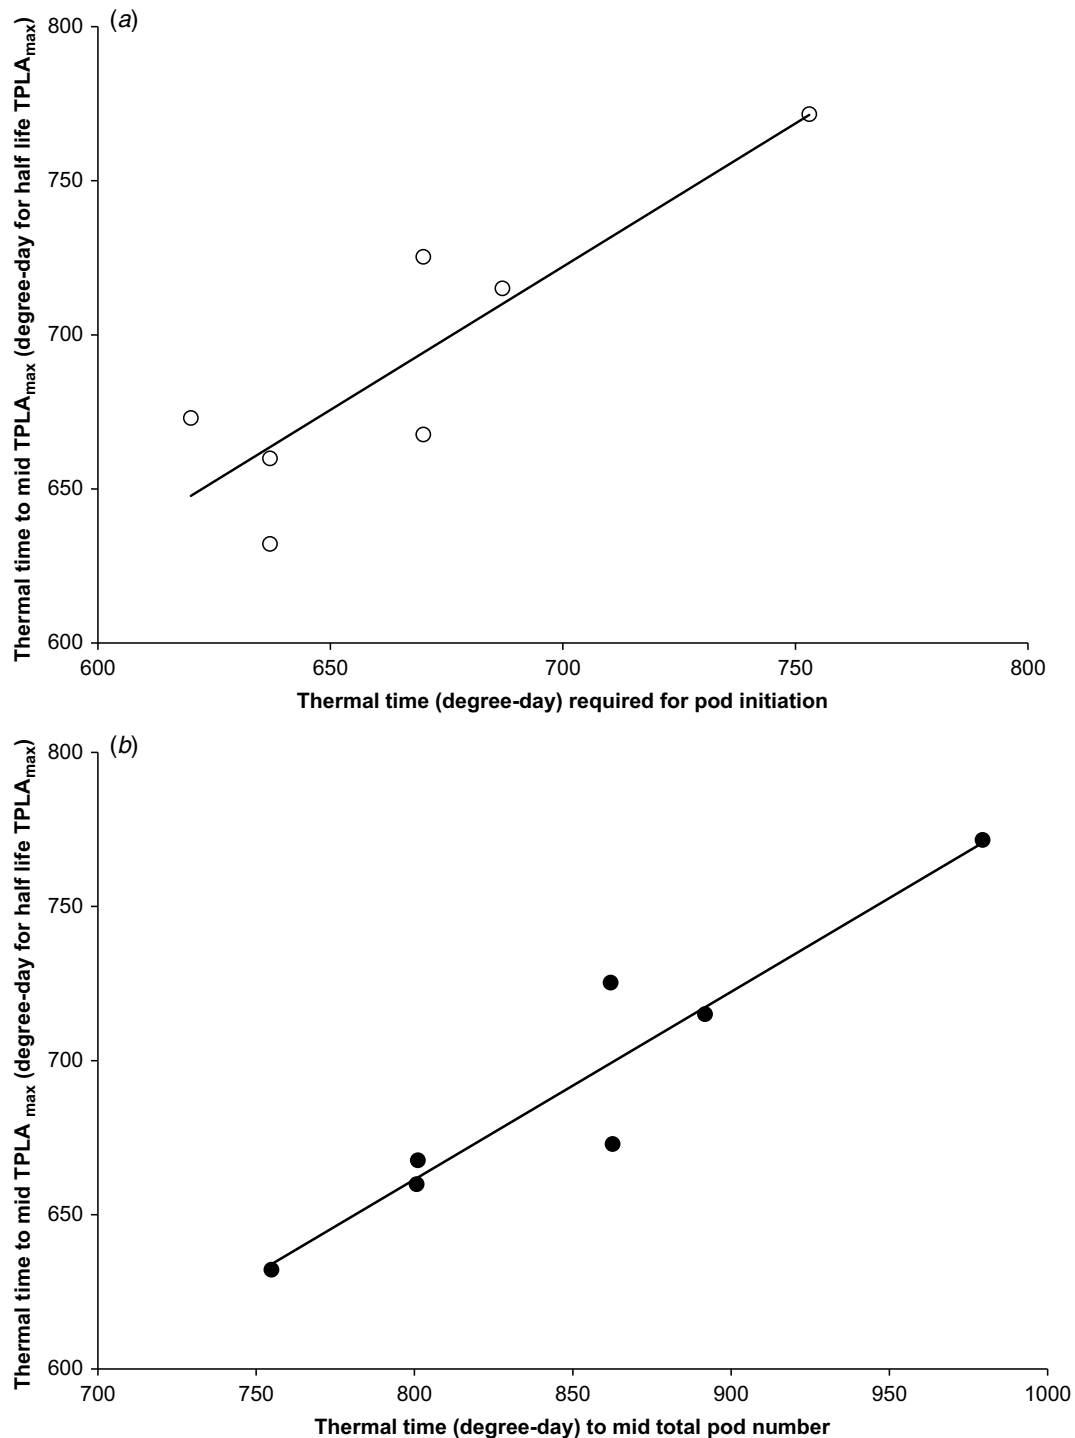 (a)
Thermal time to mid TPLAmax (degree-day for half life TPLAmax)
800
750
700
650
600
600 650 700 750 800
Thermal time (degree-day) required for pod initiation
(b)
Thermal time to mid TPLA max (degree-day for half life TPLAmax)
800
750
700
650
600
700 750 800 850 900 950 1000
Thermal time (degree-day) to mid total pod number